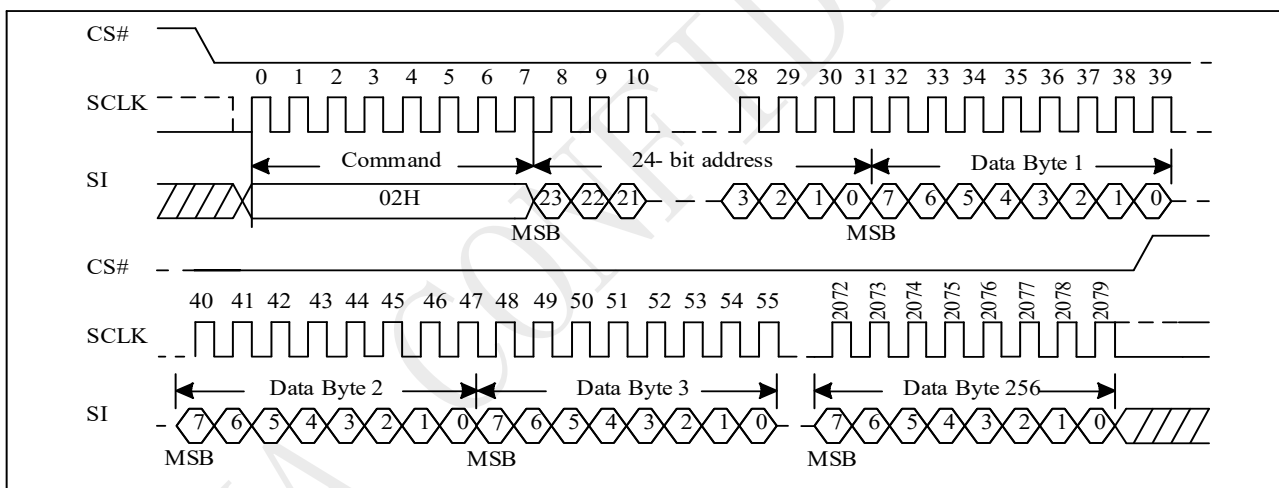 CS#
0 1 2 3 4 5 6 7 8 9 10 28 29 30 31 32 33 34 35 36 37 38 39
SCLK
Command 24- bit address Data Byte 1
SI
02H 23 22 21 3 2 1 0 7 6 5 4 3 2 1 0
MSB MSB
CS#
40 41 42 43 44 45 46 47 48 49 50 51 52 53 54 55 2072 2073 2074 2075 2076 2077 2078 2079
SCLK
Data Byte 2 Data Byte 3 Data Byte 256
SI
7 6 5 4 3 2 1 0 7 6 5 4 3 2 1 0 7 6 5 4 3 2 1 0
MSB MSB MSB